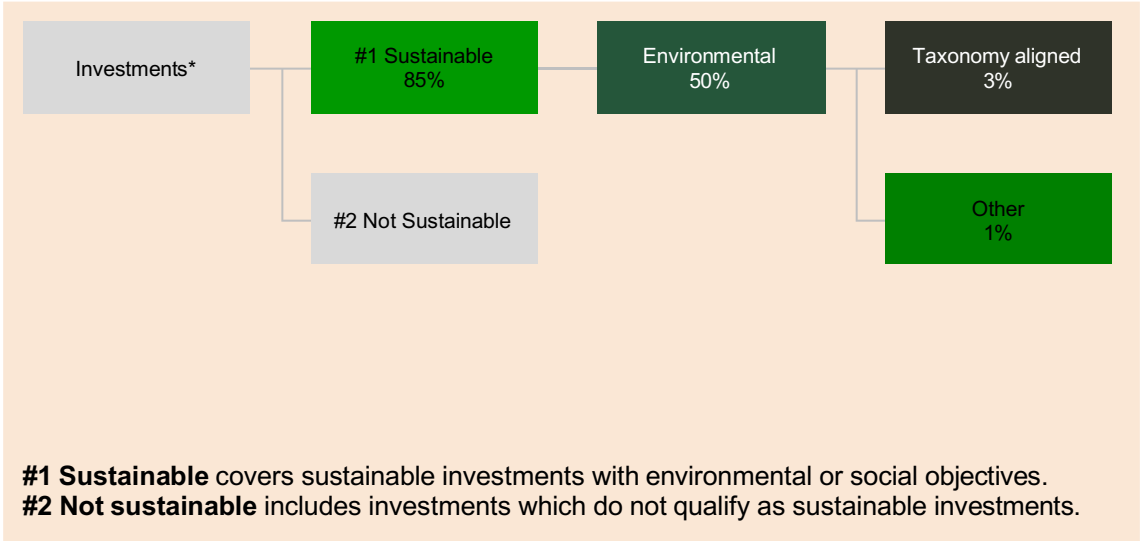 Investments*
#1 Sustainable
85%
Environmental
50%
Taxonomy aligned
3%
#2 Not Sustainable
Other
1%
#1 Sustainable covers sustainable investments with environmental or social objectives.
#2 Not sustainable includes investments which do not qualify as sustainable investments.